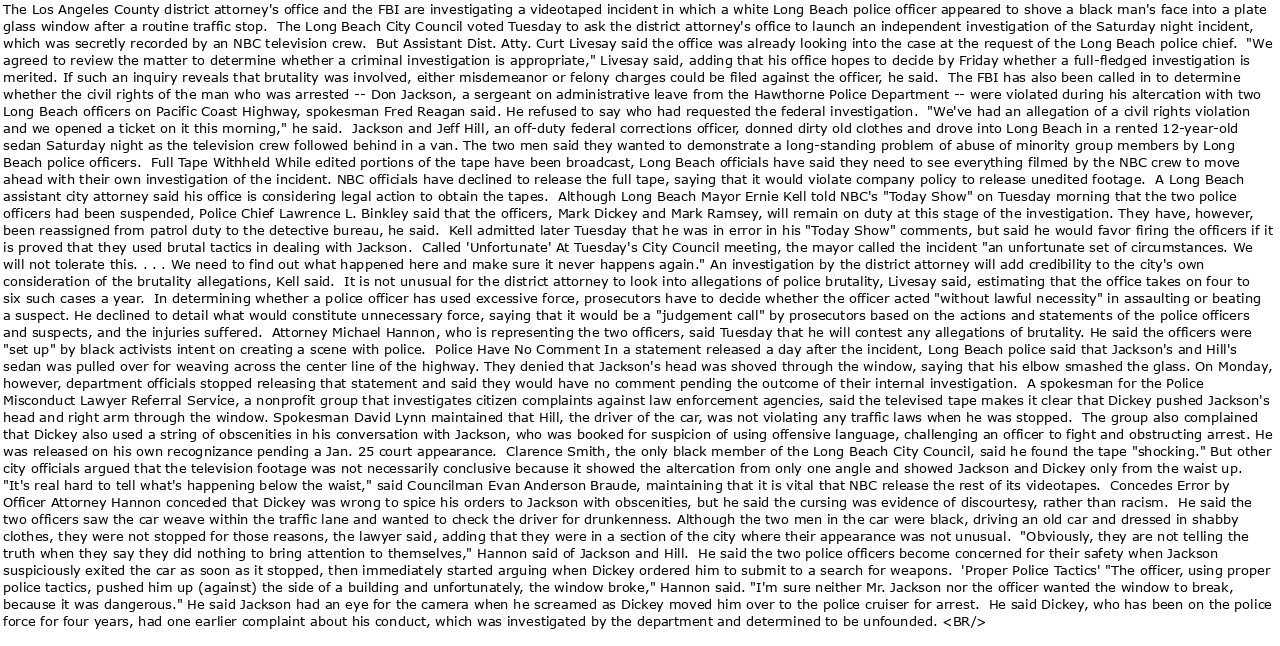 The Los Angeles County district attorney's office and the FBI are investigating a videotaped incident in which a white Long Beach police officer appeared to shove a black man's face into a plate
glass window after a routine traffic stop.  The Long Beach City Council voted Tuesday to ask the district attorney's office to launch an independent investigation of the Saturday night incident,
which was secretly recorded by an NBC television crew.  But Assistant Dist. Atty. Curt Livesay said the office was already looking into the case at the request of the Long Beach police chief.  "We
agreed to review the matter to determine whether a criminal investigation is appropriate," Livesay said, adding that his office hopes to decide by Friday whether a full-fledged investigation is
merited. If such an inquiry reveals that brutality was involved, either misdemeanor or felony charges could be filed against the officer, he said.  The FBI has also been called in to determine
whether the civil rights of the man who was arrested -- Don Jackson, a sergeant on administrative leave from the Hawthorne Police Department -- were violated during his altercation with two
Long Beach officers on Pacific Coast Highway, spokesman Fred Reagan said. He refused to say who had requested the federal investigation.  "We've had an allegation of a civil rights violation
and we opened a ticket on it this morning," he said.  Jackson and Jeff Hill, an off-duty federal corrections officer, donned dirty old clothes and drove into Long Beach in a rented 12-year-old
sedan Saturday night as the television crew followed behind in a van. The two men said they wanted to demonstrate a long-standing problem of abuse of minority group members by Long
Beach police officers.  Full Tape Withheld While edited portions of the tape have been broadcast, Long Beach officials have said they need to see everything filmed by the NBC crew to move
ahead with their own investigation of the incident. NBC officials have declined to release the full tape, saying that it would violate company policy to release unedited footage.  A Long Beach
assistant city attorney said his office is considering legal action to obtain the tapes.  Although Long Beach Mayor Ernie Kell told NBC's "Today Show" on Tuesday morning that the two police
officers had been suspended, Police Chief Lawrence L. Binkley said that the officers, Mark Dickey and Mark Ramsey, will remain on duty at this stage of the investigation. They have, however,
been reassigned from patrol duty to the detective bureau, he said.  Kell admitted later Tuesday that he was in error in his "Today Show" comments, but said he would favor firing the officers if it
is proved that they used brutal tactics in dealing with Jackson.  Called 'Unfortunate' At Tuesday's City Council meeting, the mayor called the incident "an unfortunate set of circumstances. We
will not tolerate this. . . . We need to find out what happened here and make sure it never happens again." An investigation by the district attorney will add credibility to the city's own
consideration of the brutality allegations, Kell said.  It is not unusual for the district attorney to look into allegations of police brutality, Livesay said, estimating that the office takes on four to
six such cases a year.  In determining whether a police officer has used excessive force, prosecutors have to decide whether the officer acted "without lawful necessity" in assaulting or beating
a suspect. He declined to detail what would constitute unnecessary force, saying that it would be a "judgement call" by prosecutors based on the actions and statements of the police officers
and suspects, and the injuries suffered.  Attorney Michael Hannon, who is representing the two officers, said Tuesday that he will contest any allegations of brutality. He said the officers were
"set up" by black activists intent on creating a scene with police.  Police Have No Comment In a statement released a day after the incident, Long Beach police said that Jackson's and Hill's
sedan was pulled over for weaving across the center line of the highway. They denied that Jackson's head was shoved through the window, saying that his elbow smashed the glass. On Monday,
however, department officials stopped releasing that statement and said they would have no comment pending the outcome of their internal investigation.  A spokesman for the Police
Misconduct Lawyer Referral Service, a nonprofit group that investigates citizen complaints against law enforcement agencies, said the televised tape makes it clear that Dickey pushed Jackson's
head and right arm through the window. Spokesman David Lynn maintained that Hill, the driver of the car, was not violating any traffic laws when he was stopped.  The group also complained
that Dickey also used a string of obscenities in his conversation with Jackson, who was booked for suspicion of using offensive language, challenging an officer to fight and obstructing arrest. He
was released on his own recognizance pending a Jan. 25 court appearance.  Clarence Smith, the only black member of the Long Beach City Council, said he found the tape "shocking." But other
city officials argued that the television footage was not necessarily conclusive because it showed the altercation from only one angle and showed Jackson and Dickey only from the waist up.
"It's real hard to tell what's happening below the waist," said Councilman Evan Anderson Braude, maintaining that it is vital that NBC release the rest of its videotapes.  Concedes Error by
Officer Attorney Hannon conceded that Dickey was wrong to spice his orders to Jackson with obscenities, but he said the cursing was evidence of discourtesy, rather than racism.  He said the
two officers saw the car weave within the traffic lane and wanted to check the driver for drunkenness. Although the two men in the car were black, driving an old car and dressed in shabby
clothes, they were not stopped for those reasons, the lawyer said, adding that they were in a section of the city where their appearance was not unusual.  "Obviously, they are not telling the
truth when they say they did nothing to bring attention to themselves," Hannon said of Jackson and Hill.  He said the two police officers become concerned for their safety when Jackson
suspiciously exited the car as soon as it stopped, then immediately started arguing when Dickey ordered him to submit to a search for weapons.  'Proper Police Tactics' "The officer, using proper
police tactics, pushed him up (against) the side of a building and unfortunately, the window broke," Hannon said. "I'm sure neither Mr. Jackson nor the officer wanted the window to break,
because it was dangerous." He said Jackson had an eye for the camera when he screamed as Dickey moved him over to the police cruiser for arrest.  He said Dickey, who has been on the police
force for four years, had one earlier complaint about his conduct, which was investigated by the department and determined to be unfounded. <BR/>